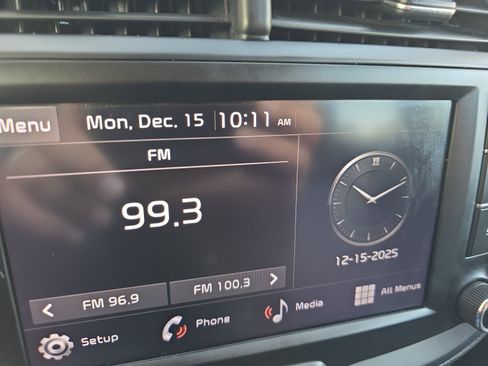 Menu Mon, Dec. 15 10:11 AM
FM
99.3
12-15-2025
< FM 96.9 FM 100.3 >
Setup Phone Media All Menus